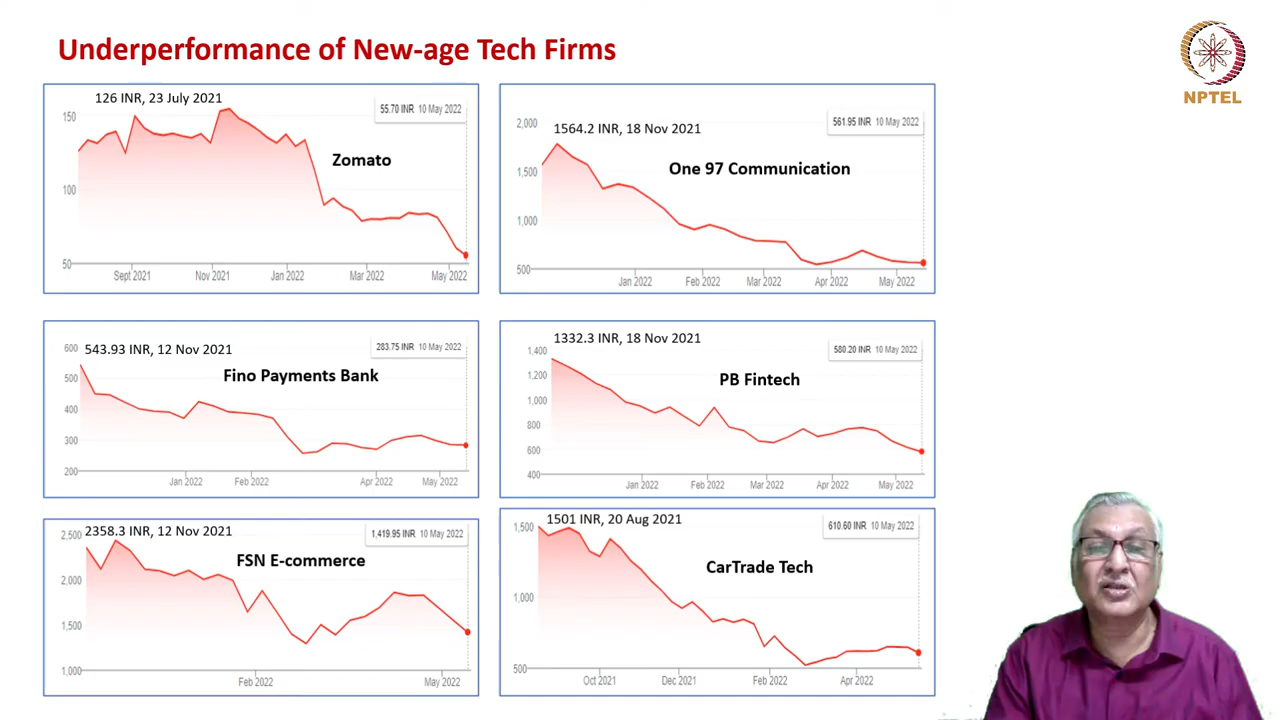 Underperformance of New-age Tech Firms
NPTEL
126 INR, 23 July 2021
55.70 INR 10 May 2022
Zomato
150
100
50
Sept 2021 Nov 2021 Jan 2022 Mar 2022 May 2022
1564.2 INR, 18 Nov 2021
561.95 INR 10 May 2022
One 97 Communication
2,000
1,500
1,000
500
Jan 2022 Feb 2022 Mar 2022 Apr 2022 May 2022
543.93 INR, 12 Nov 2021
283.75 INR 10 May 2022
Fino Payments Bank
600
500
400
300
200
Jan 2022 Feb 2022 Apr 2022 May 2022
1332.3 INR, 18 Nov 2021
580.20 INR 10 May 2022
PB Fintech
1,400
1,200
1,000
800
600
400
Jan 2022 Feb 2022 Mar 2022 Apr 2022 May 2022
2358.3 INR, 12 Nov 2021
1,419.95 INR 10 May 2022
FSN E-commerce
2,500
2,000
1,500
1,000
Feb 2022 May 2022
1501 INR, 20 Aug 2021
610.60 INR 10 May 2022
CarTrade Tech
1,500
1,000
500
Oct 2021 Dec 2021 Feb 2022 Apr 2022